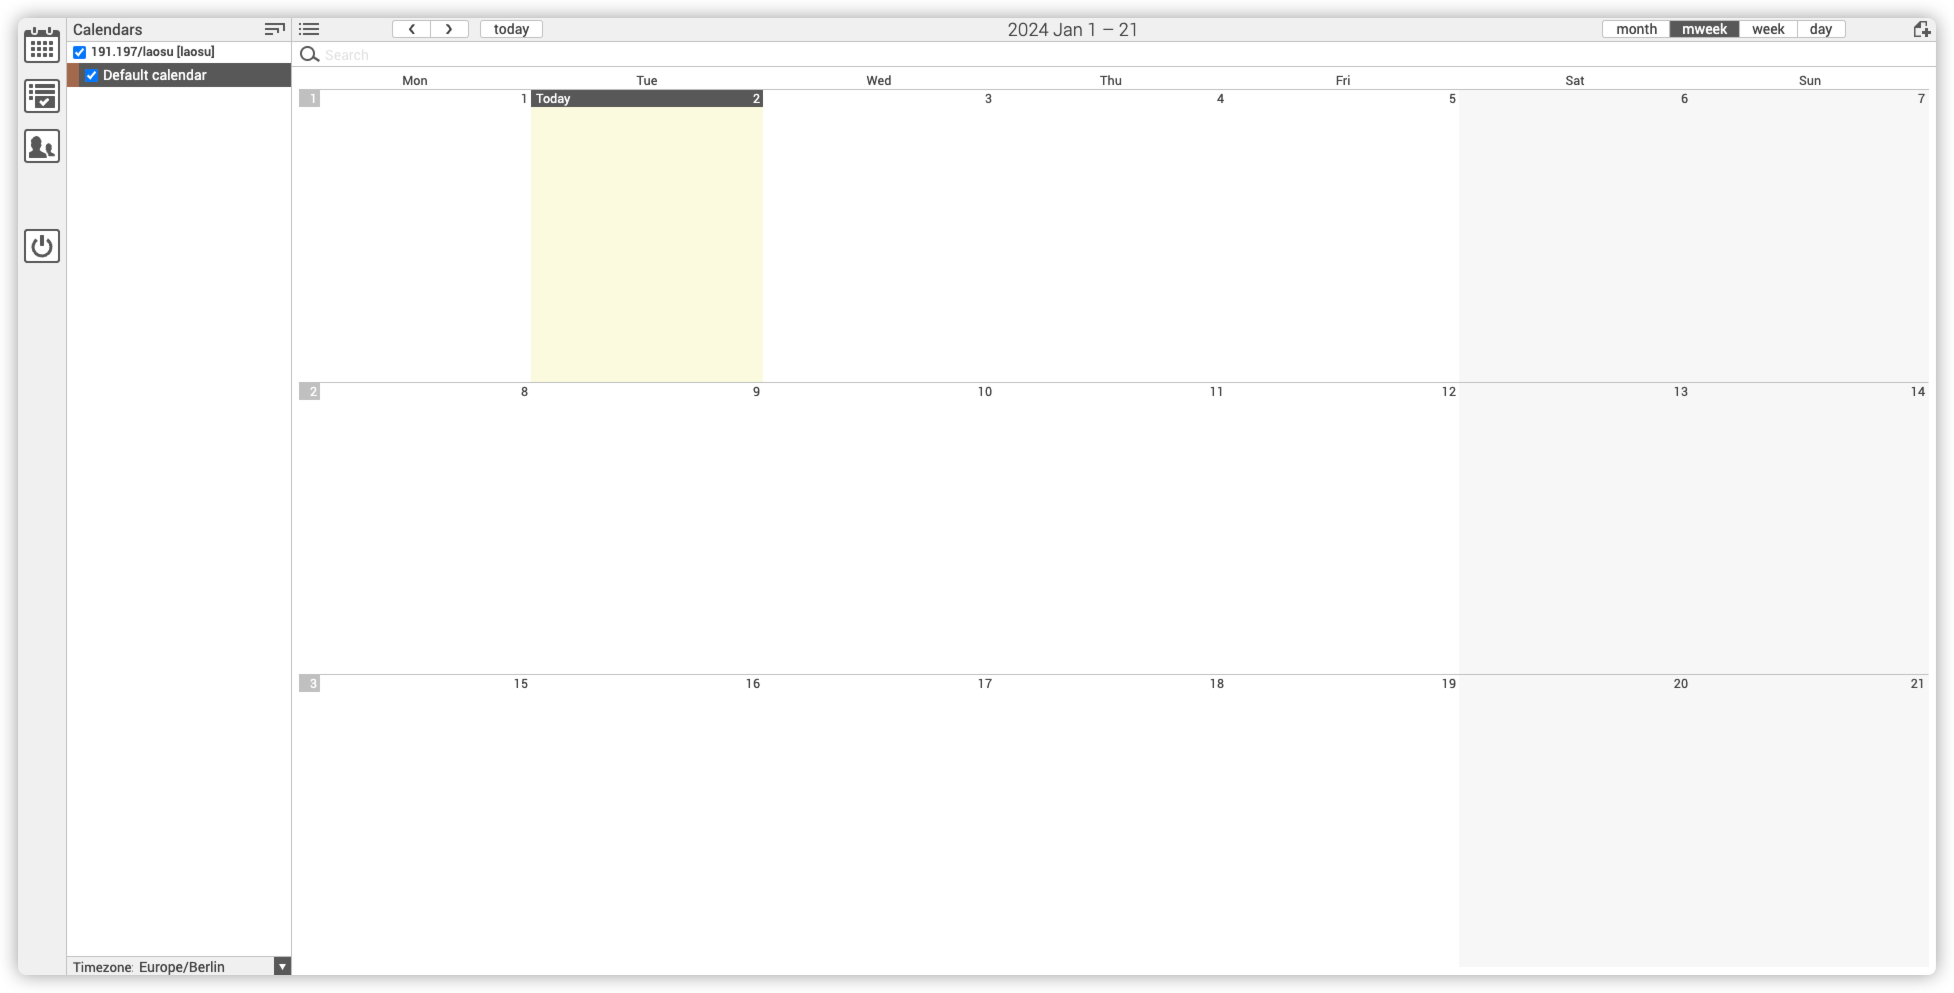 Calendars
today
2024 Jan 1 – 21
month mweek week day
191.197/laosu [laosu]
Search
Default calendar
Mon Tue Wed Thu Fri Sat Sun
1 1 Today 2 3 4 5 6 7
2 8 9 10 11 12 13 14
3 15 16 17 18 19 20 21
Timezone: Europe/Berlin